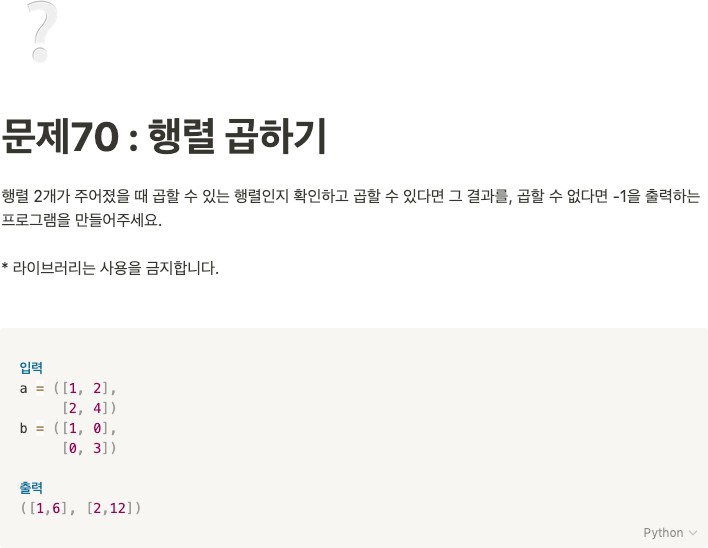 ?
문제70 : 행렬 곱하기
행렬 2개가 주어졌을 때 곱할 수 있는 행렬인지 확인하고 곱할 수 있다면 그 결과를, 곱할 수 없다면 -1을 출력하는
프로그램을 만들어주세요.
* 라이브러리는 사용을 금지합니다.
입력
a = ([1, 2],
[2, 4])
b = ([1, 0],
[0, 3])
출력
([1,6], [2,12])
Python